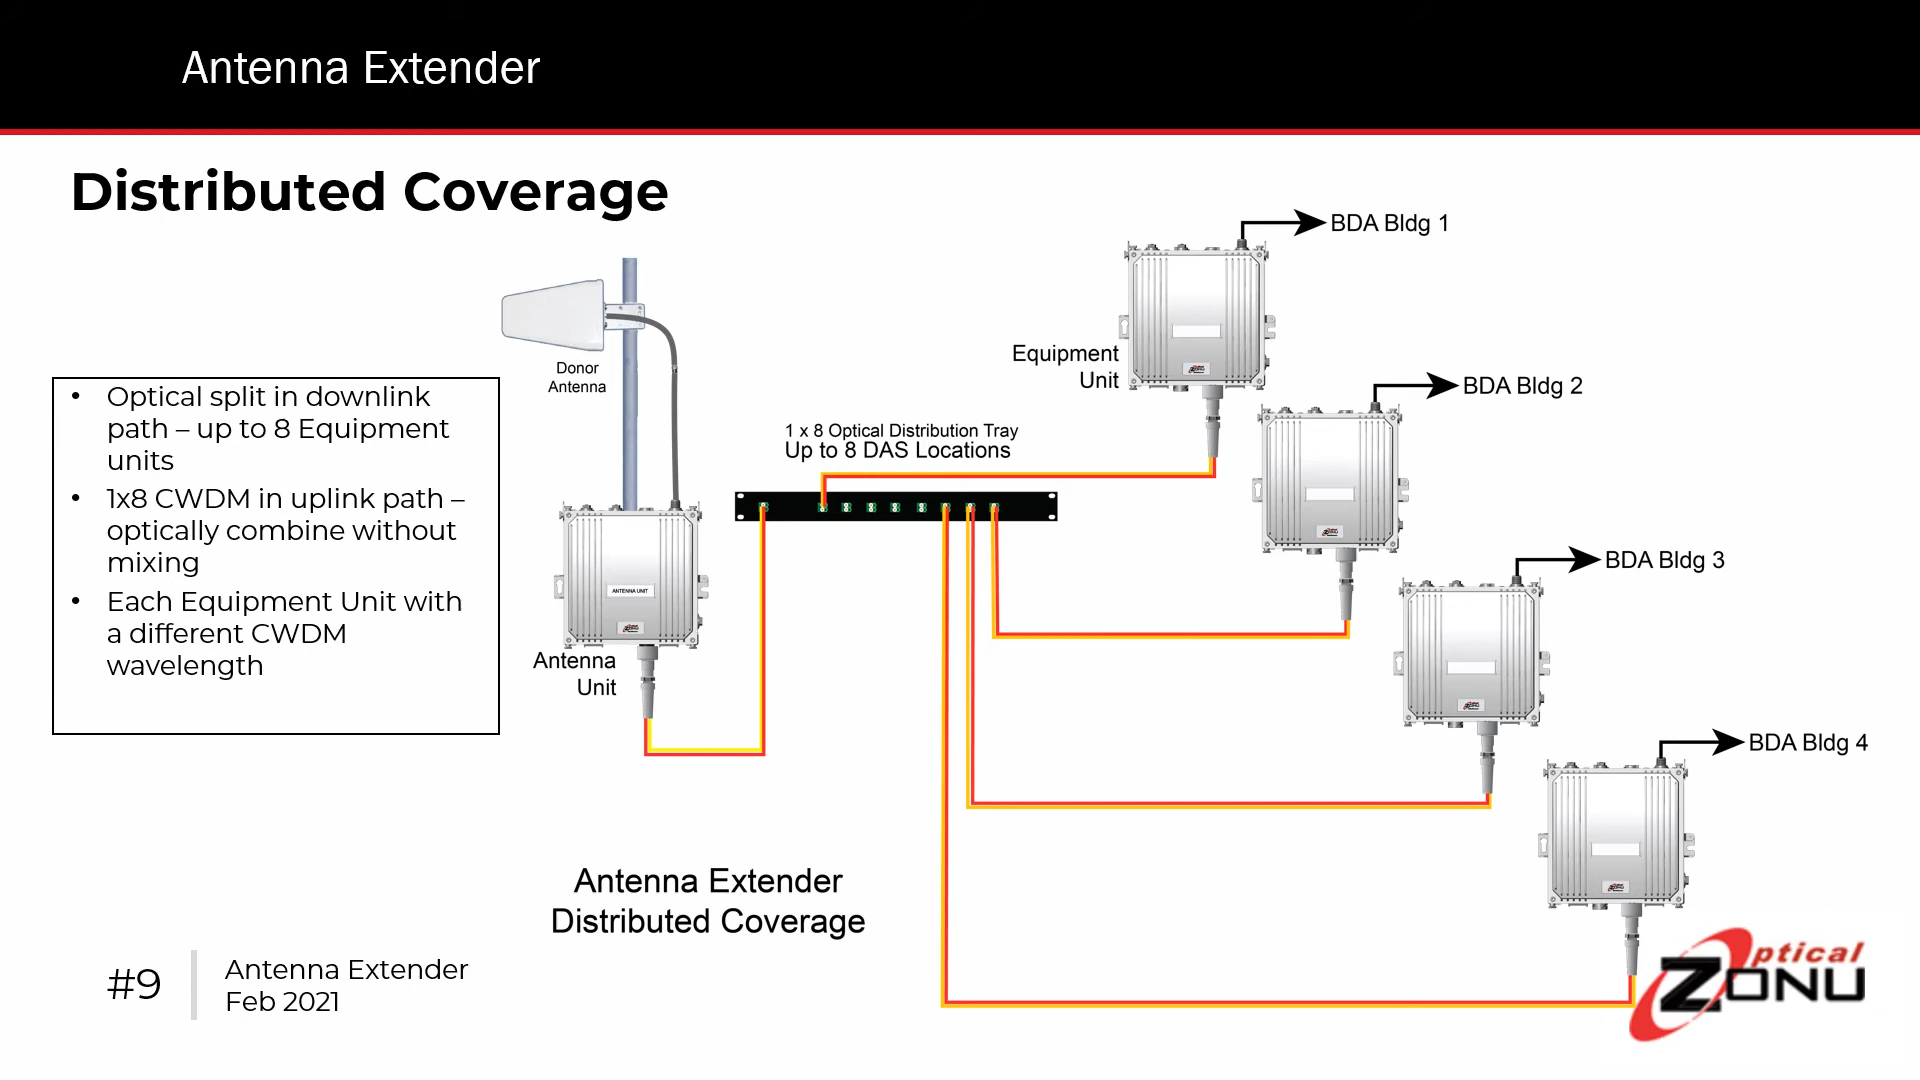 Antenna Extender
Distributed Coverage
BDA Bldg 1
Donor
Antenna
Equipment
Unit
BDA Bldg 2
• Optical split in downlink
path – up to 8 Equipment
units
• 1x8 CWDM in uplink path –
optically combine without
mixing
• Each Equipment Unit with
a different CWDM
wavelength
1 x 8 Optical Distribution Tray
Up to 8 DAS Locations
BDA Bldg 3
ANTENNA UNIT
Antenna
Unit
BDA Bldg 4
Antenna Extender
Distributed Coverage
#9
Antenna Extender
Feb 2021
Optical
ZONU